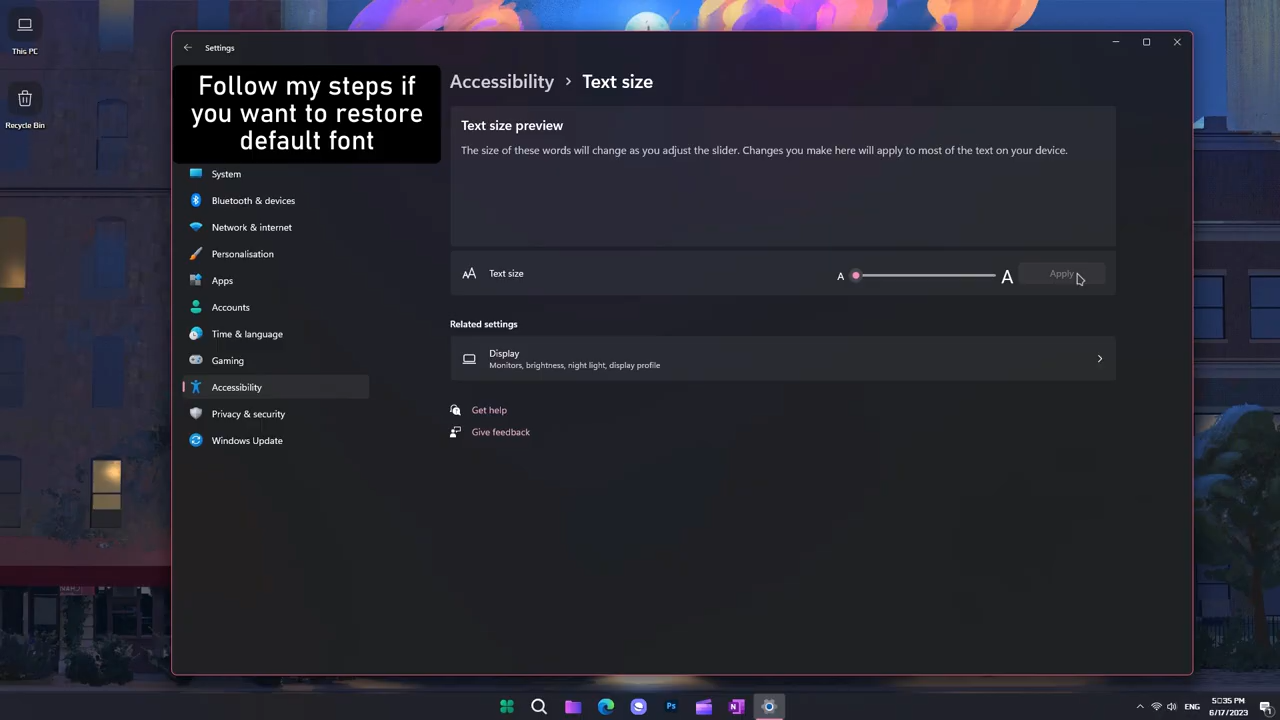 This PC
Recycle Bin
Settings
Follow my steps if
you want to restore
default font
System
Bluetooth & devices
Network & internet
Personalisation
Apps
Accounts
Time & language
Gaming
Accessibility
Privacy & security
Windows Update
Accessibility > Text size
Text size preview
The size of these words will change as you adjust the slider. Changes you make here will apply to most of the text on your device.
Text size
A
A
Apply
Related settings
Display
Monitors, brightness, night light, display profile
Get help
Give feedback
Ps
N
ENG
6/17/2023